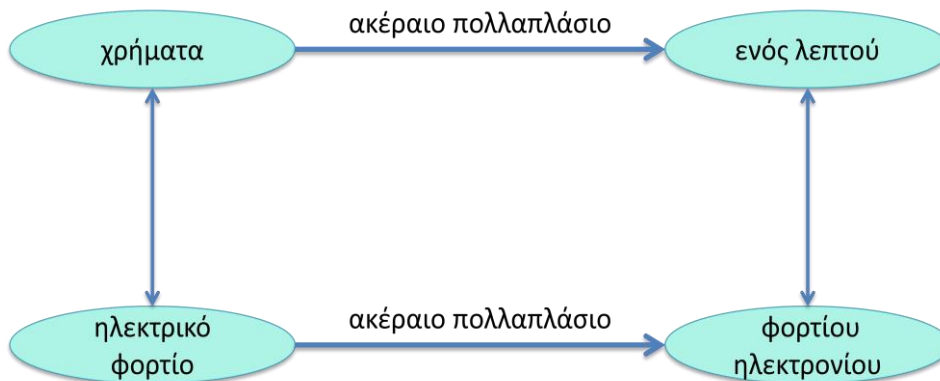 χρήματα
ακέραιο πολλαπλάσιο
ενός λεπτού
ηλεκτρικό
φορτίο
ακέραιο πολλαπλάσιο
φορτίου
ηλεκτρονίου